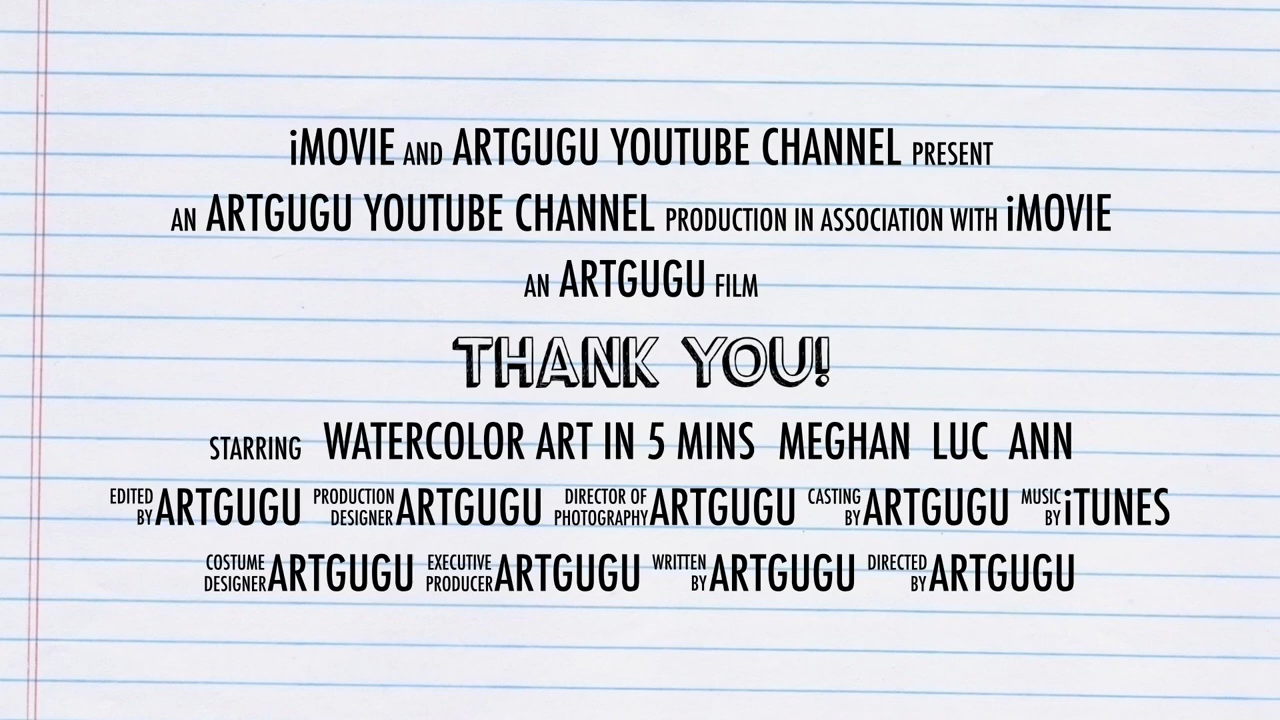 iMOVIE AND ARTGUGU YOUTUBE CHANNEL PRESENT
AN ARTGUGU YOUTUBE CHANNEL PRODUCTION IN ASSOCIATION WITH iMOVIE
AN ARTGUGU FILM
THANK YOU!
STARRING WATERCOLOR ART IN 5 MINS MEGHAN LUC ANN
EDITED BY ARTGUGU PRODUCTION DESIGNER ARTGUGU DIRECTOR OF PHOTOGRAPHY ARTGUGU CASTING BY ARTGUGU MUSIC BY iTUNES
COSTUME DESIGNER ARTGUGU EXECUTIVE PRODUCER ARTGUGU WRITTEN BY ARTGUGU DIRECTED BY ARTGUGU